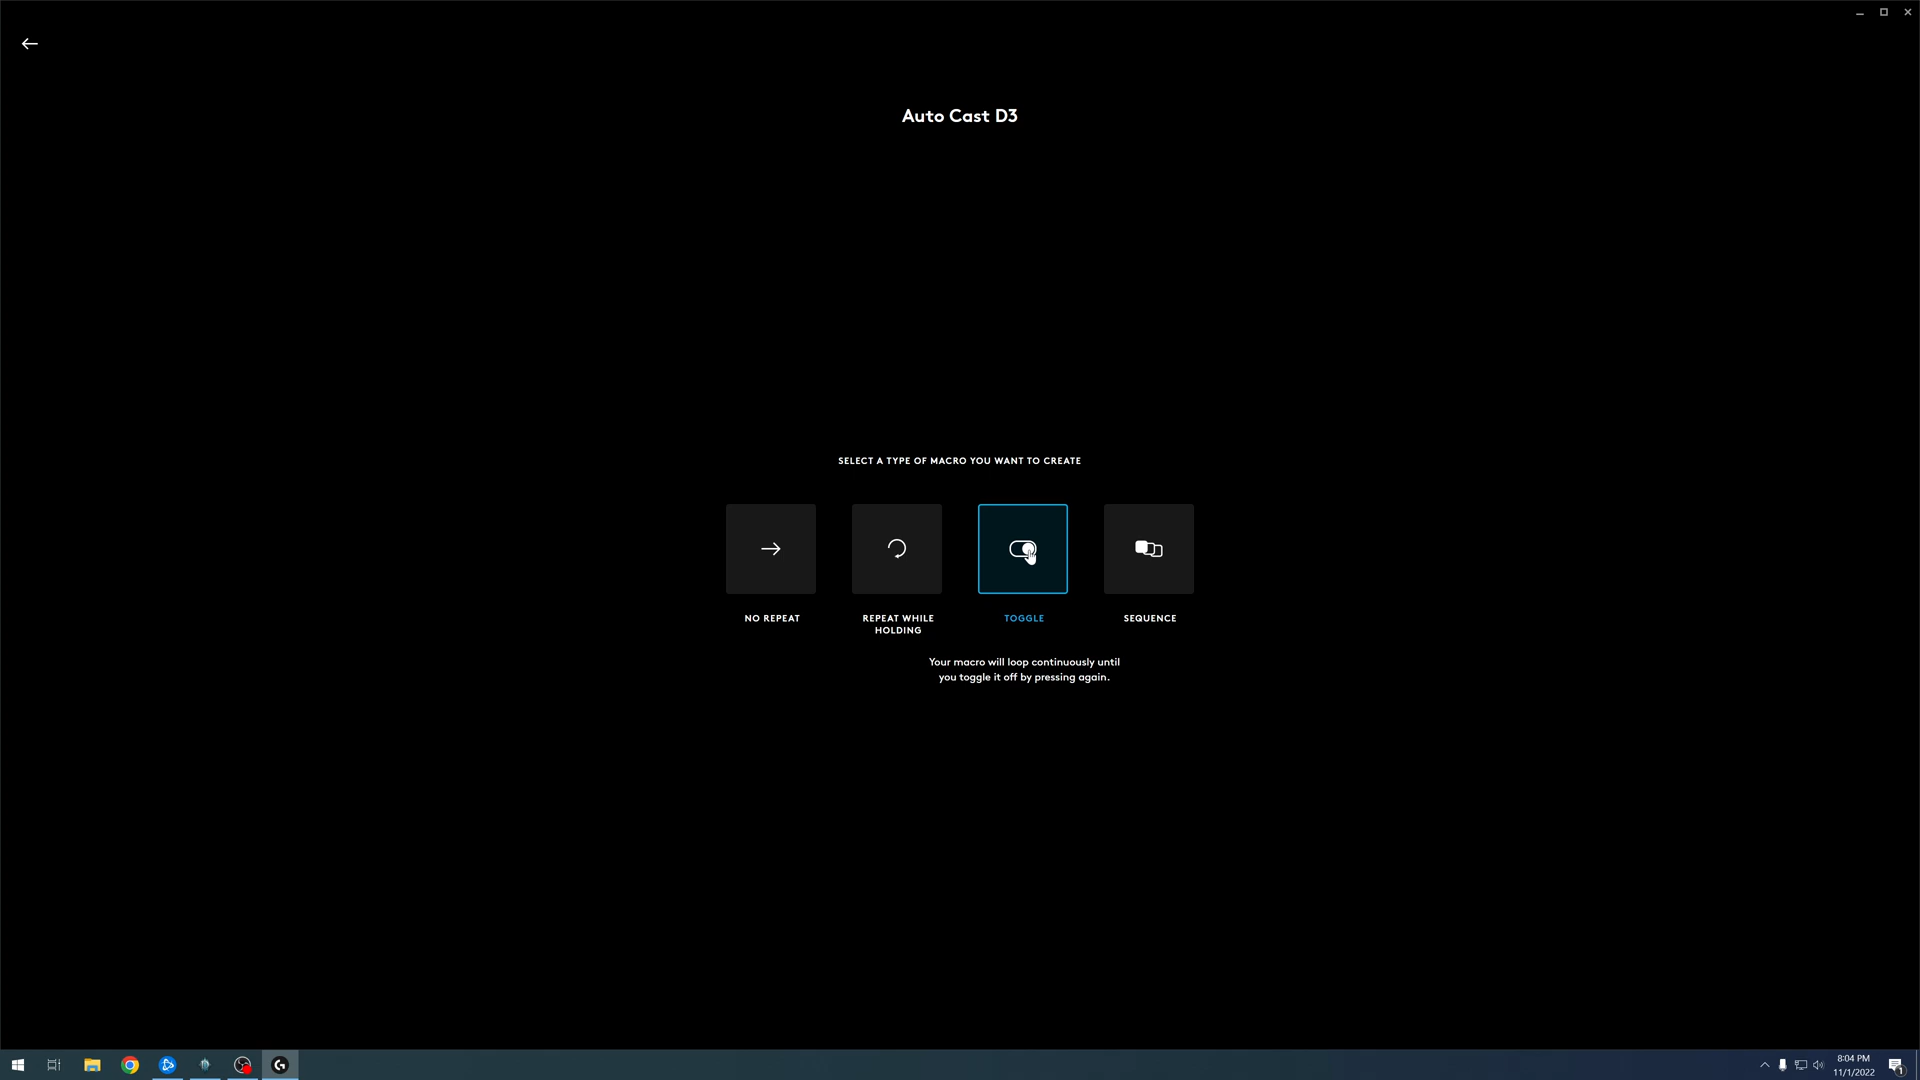 Auto Cast D3
SELECT A TYPE OF MACRO YOU WANT TO CREATE
NO REPEAT
REPEAT WHILE
HOLDING
TOGGLE
SEQUENCE
Your macro will loop continuously until
you toggle it off by pressing again.
8:04 PM
11/1/2022
1